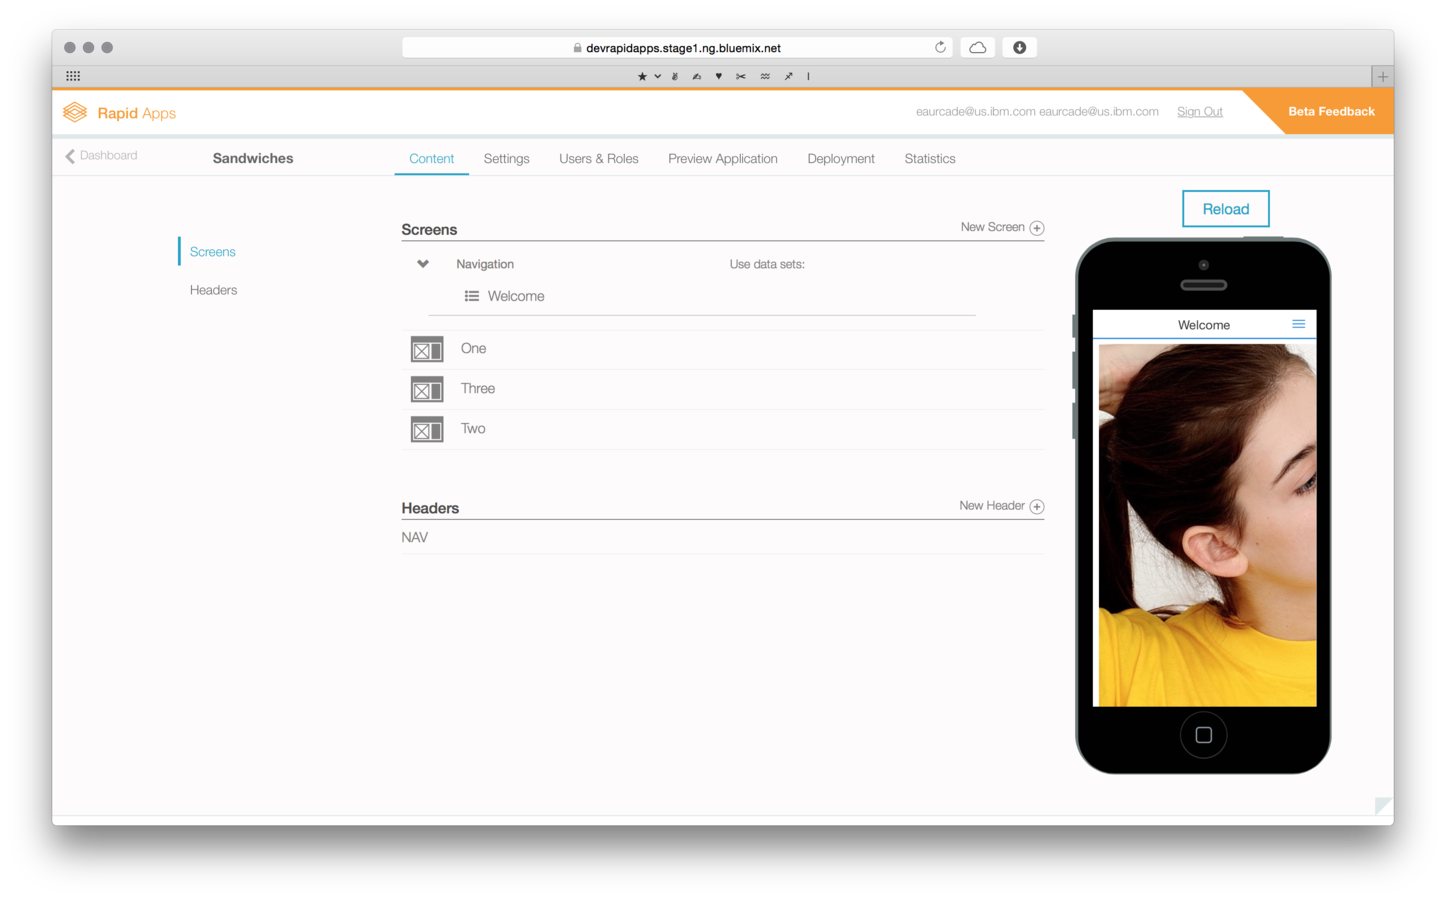 devrapidapps.stage1.ng.bluemix.net
Rapid Apps
eaurcade@us.ibm.com eaurcade@us.ibm.com
Sign Out
Beta Feedback
Dashboard
Sandwiches
Content
Settings
Users & Roles
Preview Application
Deployment
Statistics
Screens
Headers
Screens
New Screen
Navigation
Use data sets:
Welcome
One
Three
Two
Headers
New Header
NAV
Reload
Welcome